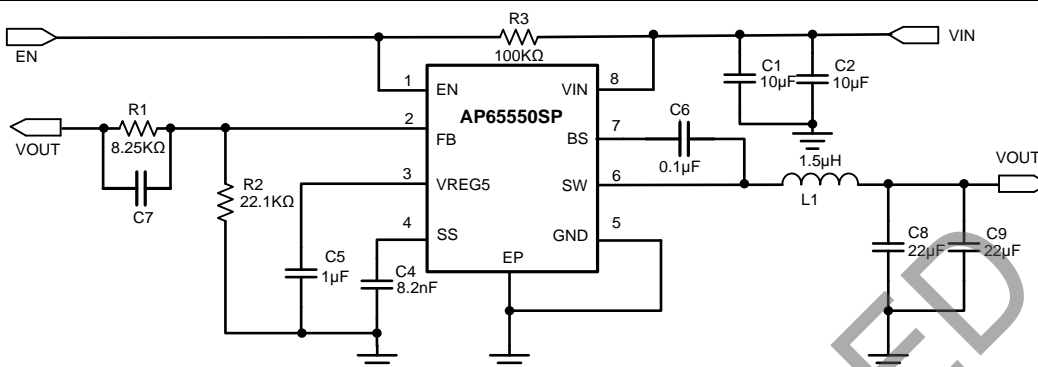 R3
100KΩ
EN
VIN
1
EN
VIN
8
C1
10µF
C2
10µF
AP65550SP
R1
8.25KΩ
VOUT
2
FB
BS
7
C6
0.1µF
C7
R2
22.1KΩ
3
VREG5
SW
6
1.5µH
L1
VOUT
4
SS
GND
5
EP
C5
1µF
C4
8.2nF
C8
22µF
C9
22µF